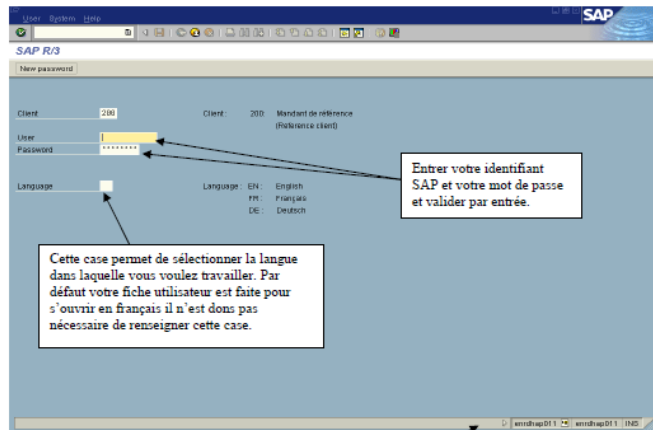 User System Help
SAP
SAP R/3
New password
Client 200 Client: 200: Mandant de référence
(Reference client)
User
Password ********
Entrer votre identifiant
SAP et votre mot de passe
et valider par entrée.
Language Language : EN : English
FR : Français
DE : Deutsch
Cette case permet de sélectionner la langue
dans laquelle vous voulez travailler. Par
défaut votre fiche utilisateur est faite pour
s’ouvrir en français il n’est dons pas
nécessaire de renseigner cette case.
INS